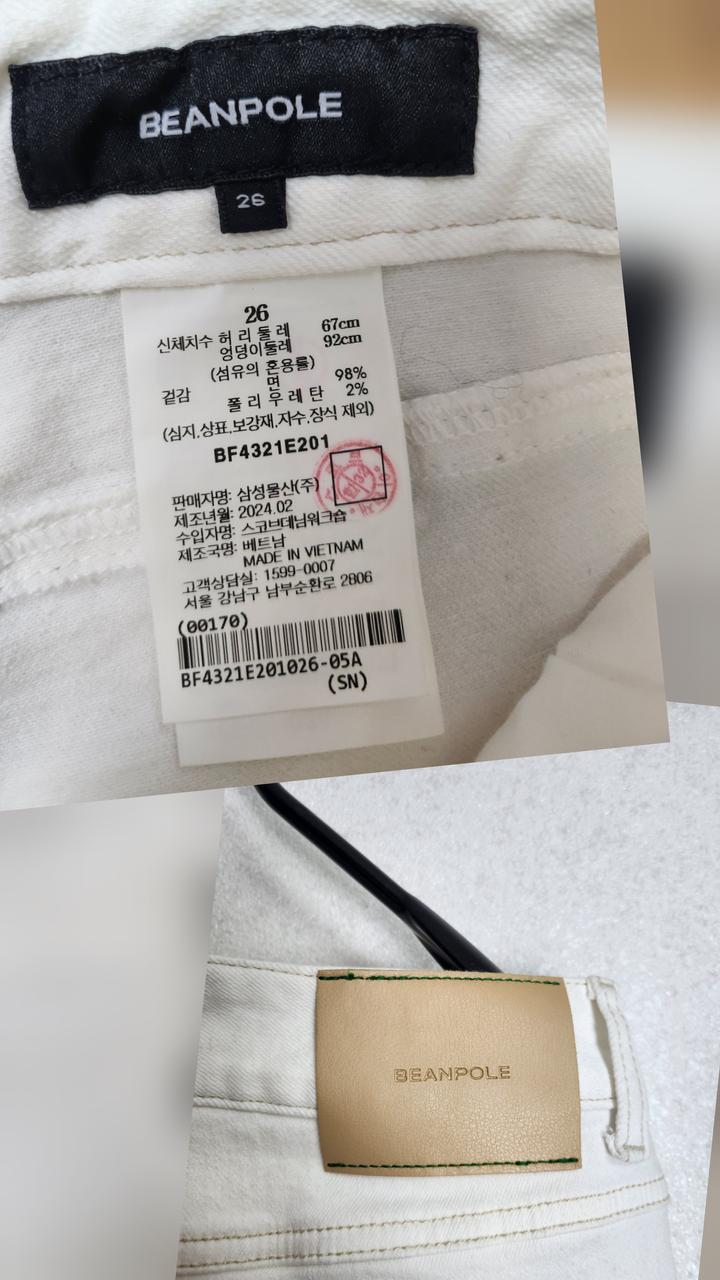 BEANPOLE
26
26
신체치수 허 리 둘 레 67cm
엉덩이둘레 92cm
(섬유의 혼용률)
겉감 면 98%
폴 리 우 레 탄 2%
(심지,상표,보강재,자수,장식 제외)
BF4321E201
판매자명: 삼성물산(주)
제조년월: 2024.02
수입자명: 스코브데님워크숍
제조국명: 베트남
MADE IN VIETNAM
고객상담실: 1599-0007
서울 강남구 남부순환로 2806
(00170)
BF4321E201026-05A
(SN)
BEANPOLE